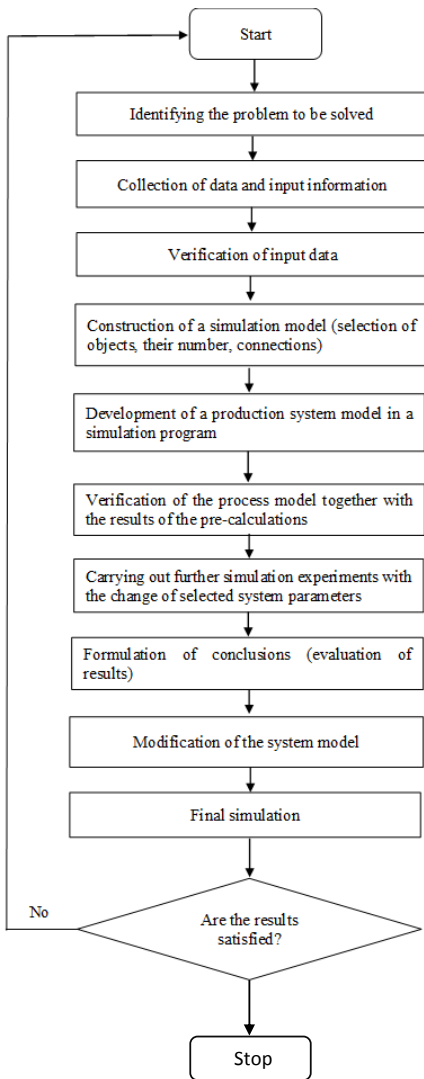 Start
Identifying the problem to be solved
Collection of data and input information
Verification of input data
Construction of a simulation model (selection of
objects, their number, connections)
Development of a production system model in a
simulation program
Verification of the process model together with
the results of the pre-calculations
Carrying out further simulation experiments with
the change of selected system parameters
Formulation of conclusions (evaluation of
results)
Modification of the system model
Final simulation
No
Are the results
satisfied?
Stop